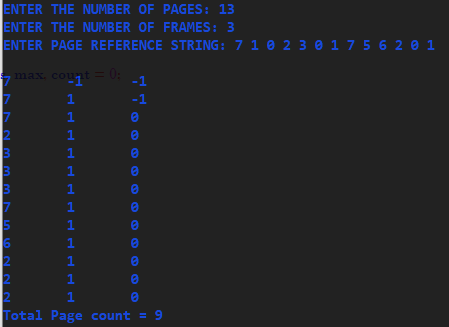 ENTER THE NUMBER OF PAGES: 13
ENTER THE NUMBER OF FRAMES: 3
ENTER PAGE REFERENCE STRING: 7 1 0 2 3 0 1 7 5 6 2 0 1
s, max, count = 0;
7 -1 -1
7 1 -1
7 1 0
2 1 0
3 1 0
3 1 0
3 1 0
7 1 0
5 1 0
6 1 0
2 1 0
2 1 0
2 1 0
Total Page count = 9